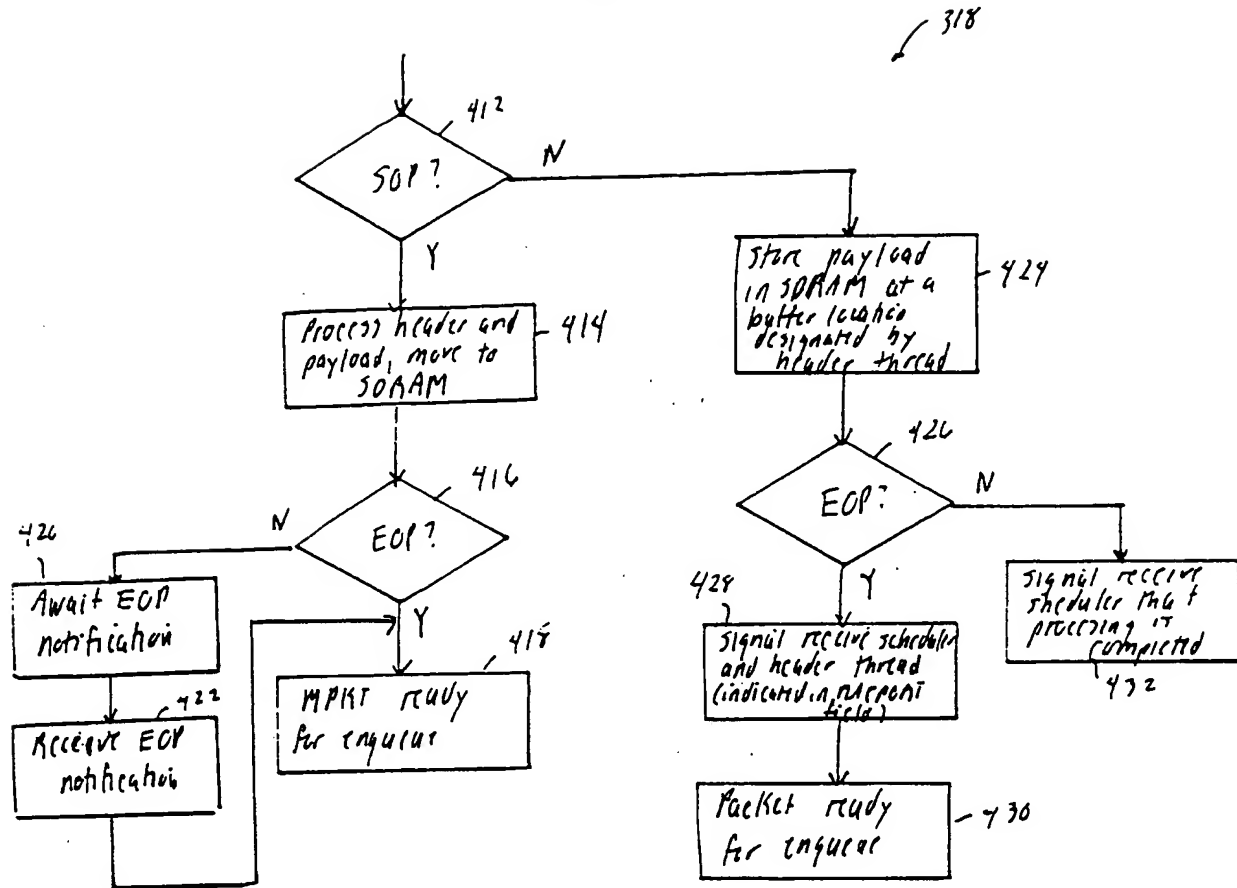 318
412
SOP?
N
Y
Process header and
payload, move to
SDRAM
414
416
EOP?
N
Y
420
Await EOP
notification
422
Receive EOP
notification
418
MPKT ready
for enqueue
Store payload
in SDRAM at a
buffer location
designated by
header thread
424
426
EOP?
N
Y
428
Signal receive scheduler
and header thread
(indicated in
field)
Signal receive
sheduler that
processing is
completed
432
Packet ready
for enqueue
430